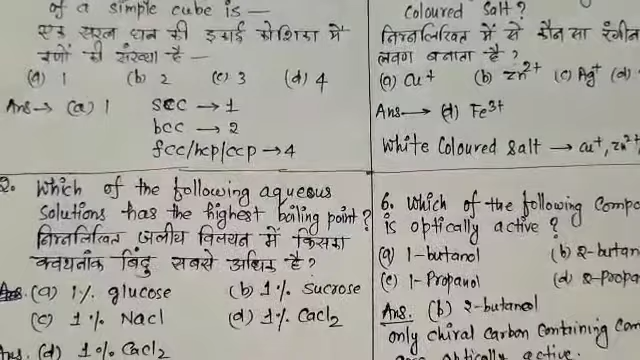 of a simple cube is —
एक सरल घन की इकाई कोशिका में
कणों की संख्या है —
(a) 1 (b) 2 (c) 3 (d) 4
Ans → (a) 1 scc → 1
bcc → 2
fcc/hcp/ccp → 4
2. Which of the following aqueous
solutions has the highest boiling point?
निम्नलिखित जलीय विलयन में किसका
क्वथनांक बिंदु सबसे अधिक है?
Ans. (a) 1% glucose (b) 1% sucrose
(c) 1% Nacl (d) 1% CaCl2
Ans. (d) 1% CaCl2
Coloured Salt?
निम्नलिखित में से कौन सा रंगीन
लवण बनाता है?
(a) Cu+ (b) Zn2+ (c) Ag+ (d)
Ans → (d) Fe3+
White Coloured Salt → cu+, zn2+,
6. Which of the following Compo
is optically active?
(a) 1-butanol (b) 2-butan
(c) 1-Propanol (d) 2-Propa
Ans. (b) 2-butanol
only chiral Carbon Containing Com
optically active.